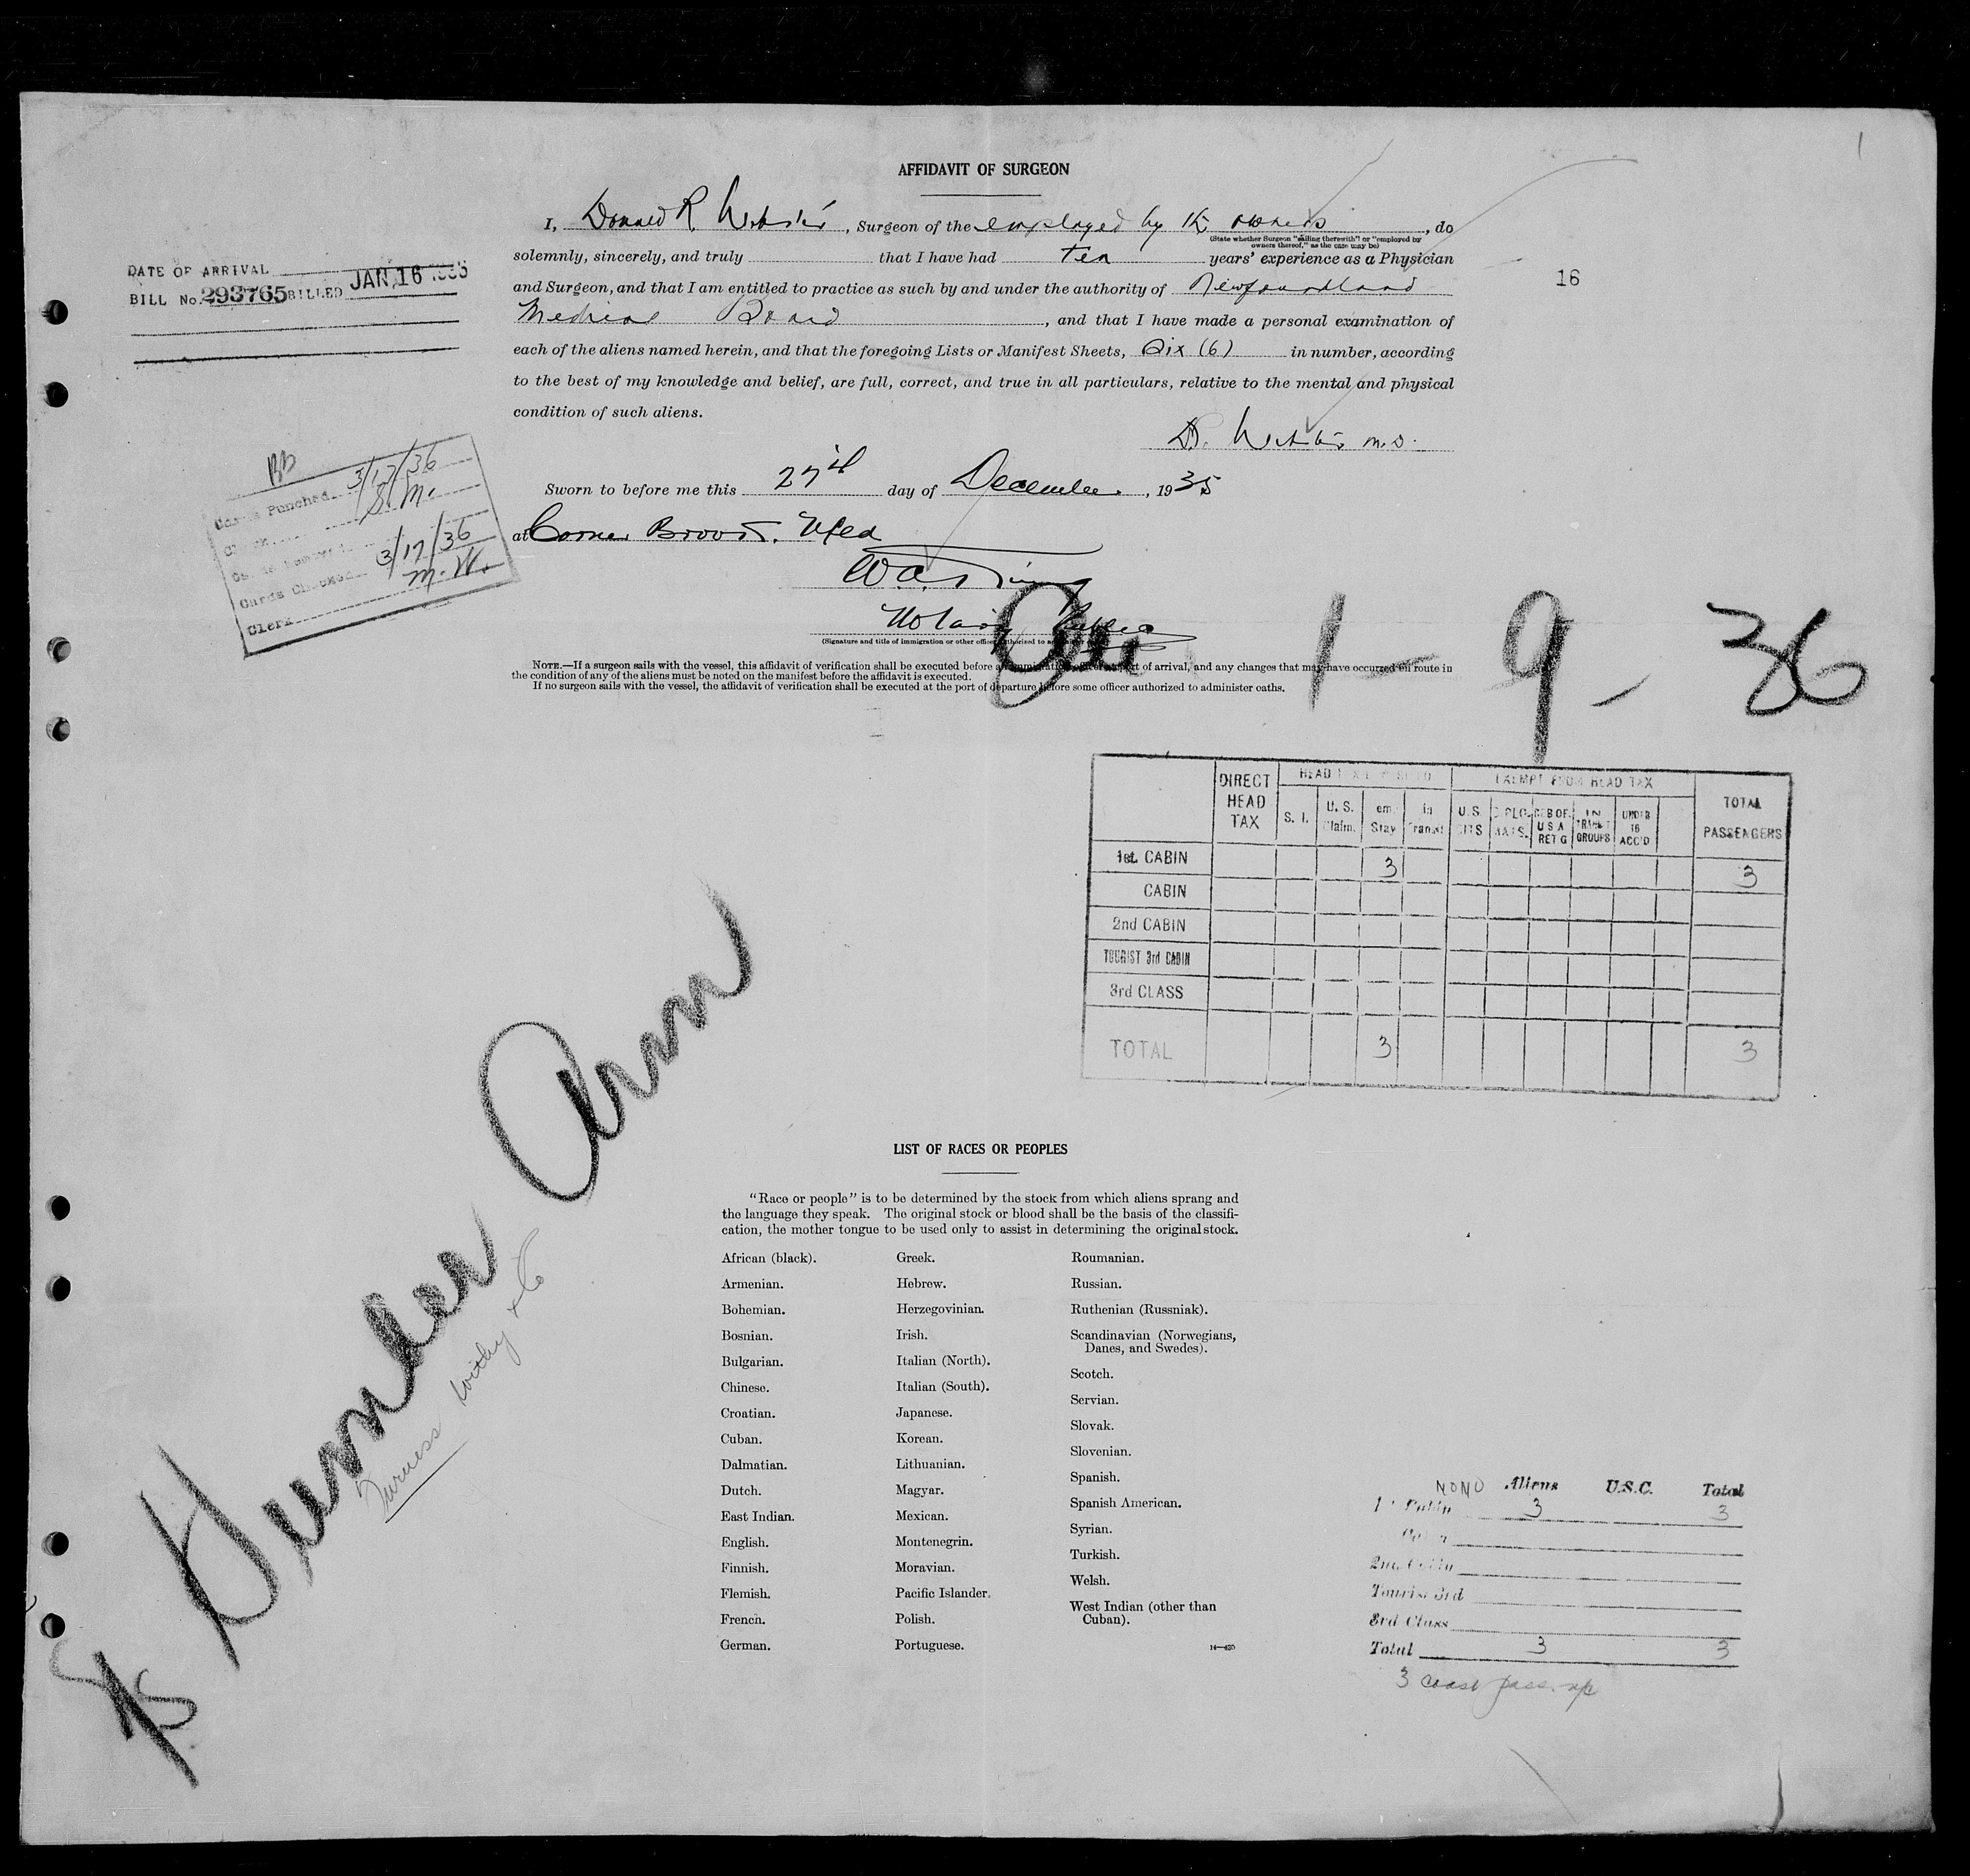 1
AFFIDAVIT OF SURGEON
I, Donald R. Webster, Surgeon of the employed by the owners, do
(State whether Surgeon "sailing therewith" or "employed by
owners thereof," as the case may be)
solemnly, sincerely, and truly that I have had Ten years' experience as a Physician
and Surgeon, and that I am entitled to practice as such by and under the authority of Newfoundland
Medical Board, and that I have made a personal examination of
each of the aliens named herein, and that the foregoing Lists or Manifest Sheets, Six (6) in number, according
to the best of my knowledge and belief, are full, correct, and true in all particulars, relative to the mental and physical
condition of such aliens.
D.R. Webster M.D.
Sworn to before me this 27th day of December, 1935
at Corner Brook, Nfld
Notary Public
(Signature and title of immigration or other officer authorized to
NOTE.—If a surgeon sails with the vessel, this affidavit of verification shall be executed before an immigration officer at port of arrival, and any changes that may have occurred en route in
the condition of any of the aliens must be noted on the manifest before the affidavit is executed.
If no surgeon sails with the vessel, the affidavit of verification shall be executed at the port of departure before some officer authorized to administer oaths.
DATE OF ARRIVAL
BILL No. 293765 BILLED JAN 16
16
Cards Punched 3/17/36
S. M.
Cards Checked 3/17/36
M. W.
Clerk
1-9-36
DIRECT HEAD TAX
EXEMPT FROM HEAD TAX
TOTAL PASSENGERS
S. I.
U. S. Claim.
em. Stay
in Transit
U.S. CITS
DIPLO-MATS.
U S A RET G
IN TRANSIT GROUPS
UNDER 16 ACC'D
1st. CABIN 3 3
CABIN
2nd CABIN
TOURIST 3rd CABIN
3rd CLASS
TOTAL 3 3
S/S Humber Arm
Furness Withy & Co
LIST OF RACES OR PEOPLES
"Race or people" is to be determined by the stock from which aliens sprang and
the language they speak. The original stock or blood shall be the basis of the classifi-
cation, the mother tongue to be used only to assist in determining the original stock.
African (black).
Armenian.
Bohemian.
Bosnian.
Bulgarian.
Chinese.
Croatian.
Cuban.
Dalmatian.
Dutch.
East Indian.
English.
Finnish.
Flemish.
French.
German.
Greek.
Hebrew.
Herzegovinian.
Irish.
Italian (North).
Italian (South).
Japanese.
Korean.
Lithuanian.
Magyar.
Mexican.
Montenegrin.
Moravian.
Pacific Islander.
Polish.
Portuguese.
Roumanian.
Russian.
Ruthenian (Russniak).
Scandinavian (Norwegians,
Danes, and Swedes).
Scotch.
Servian.
Slovak.
Slovenian.
Spanish.
Spanish American.
Syrian.
Turkish.
Welsh.
West Indian (other than
Cuban).
Aliens U.S.C. Total
3 3
Tourist 3rd
3rd Class
Total 3 3
3 coast pass.